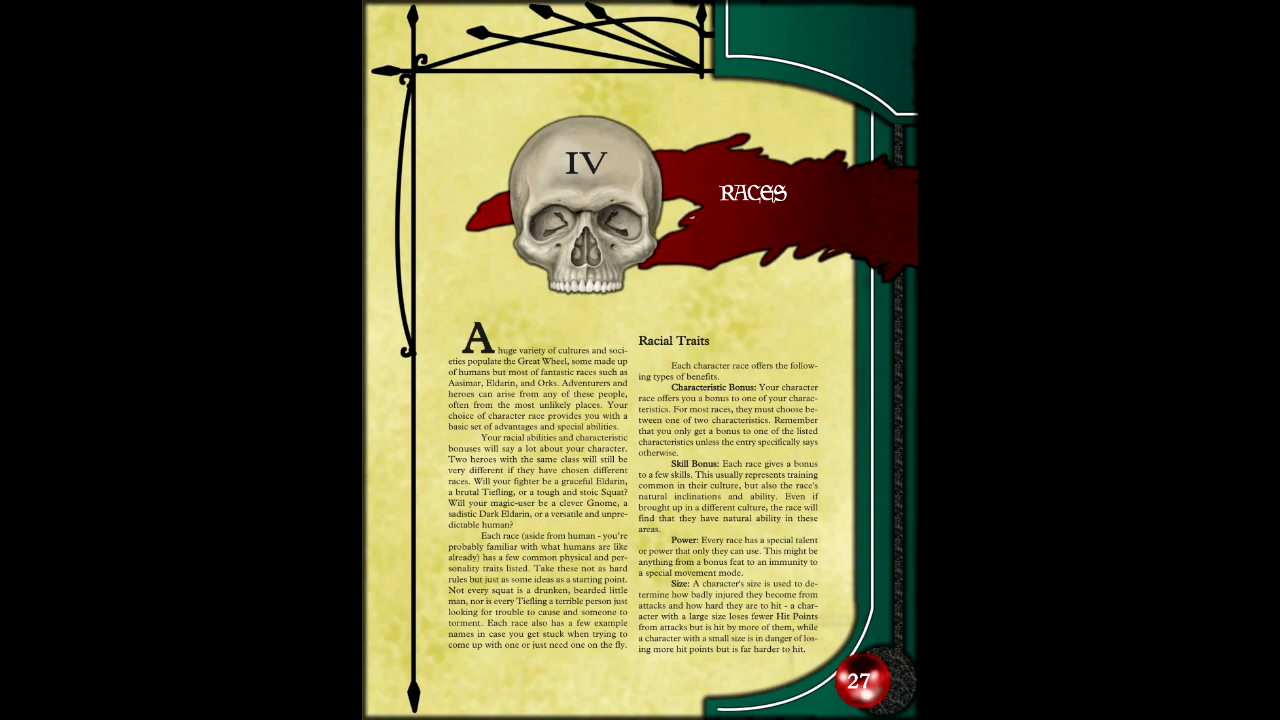 IV
RACES
A huge variety of cultures and soci-
eties populate the Great Wheel, some made up
of humans but most of fantastic races such as
Aasimar, Eldarin, and Orks. Adventurers and
heroes can arise from any of these people,
often from the most unlikely places. Your
choice of character race provides you with a
basic set of advantages and special abilities.
Your racial abilities and characteristic
bonuses will say a lot about your character.
Two heroes with the same class will still be
very different if they have chosen different
races. Will your fighter be a graceful Eldarin,
a brutal Tiefling, or a tough and stoic Squat?
Will your magic-user be a clever Gnome, a
sadistic Dark Eldarin, or a versatile and unpre-
dictable human?
Each race (aside from human - you're
probably familiar with what humans are like
already) has a few common physical and per-
sonality traits listed. Take these not as hard
rules but just as some ideas as a starting point.
Not every squat is a drunken, bearded little
man, nor is every Tiefling a terrible person just
looking for trouble to cause and someone to
torment. Each race also has a few example
names in case you get stuck when trying to
come up with one or just need one on the fly.
Racial Traits
Each character race offers the follow-
ing types of benefits.
Characteristic Bonus: Your character
race offers you a bonus to one of your charac-
teristics. For most races, they must choose be-
tween one of two characteristics. Remember
that you only get a bonus to one of the listed
characteristics unless the entry specifically says
otherwise.
Skill Bonus: Each race gives a bonus
to a few skills. This usually represents training
common in their culture, but also the race's
natural inclinations and ability. Even if
brought up in a different culture, the race will
find that they have natural ability in these
areas.
Power: Every race has a special talent
or power that only they can use. This might be
anything from a bonus feat to an immunity to
a special movement mode.
Size: A character's size is used to de-
termine how badly injured they become from
attacks and how hard they are to hit - a char-
acter with a large size loses fewer Hit Points
from attacks but is hit by more of them, while
a character with a small size is in danger of los-
ing more hit points but is far harder to hit.
27